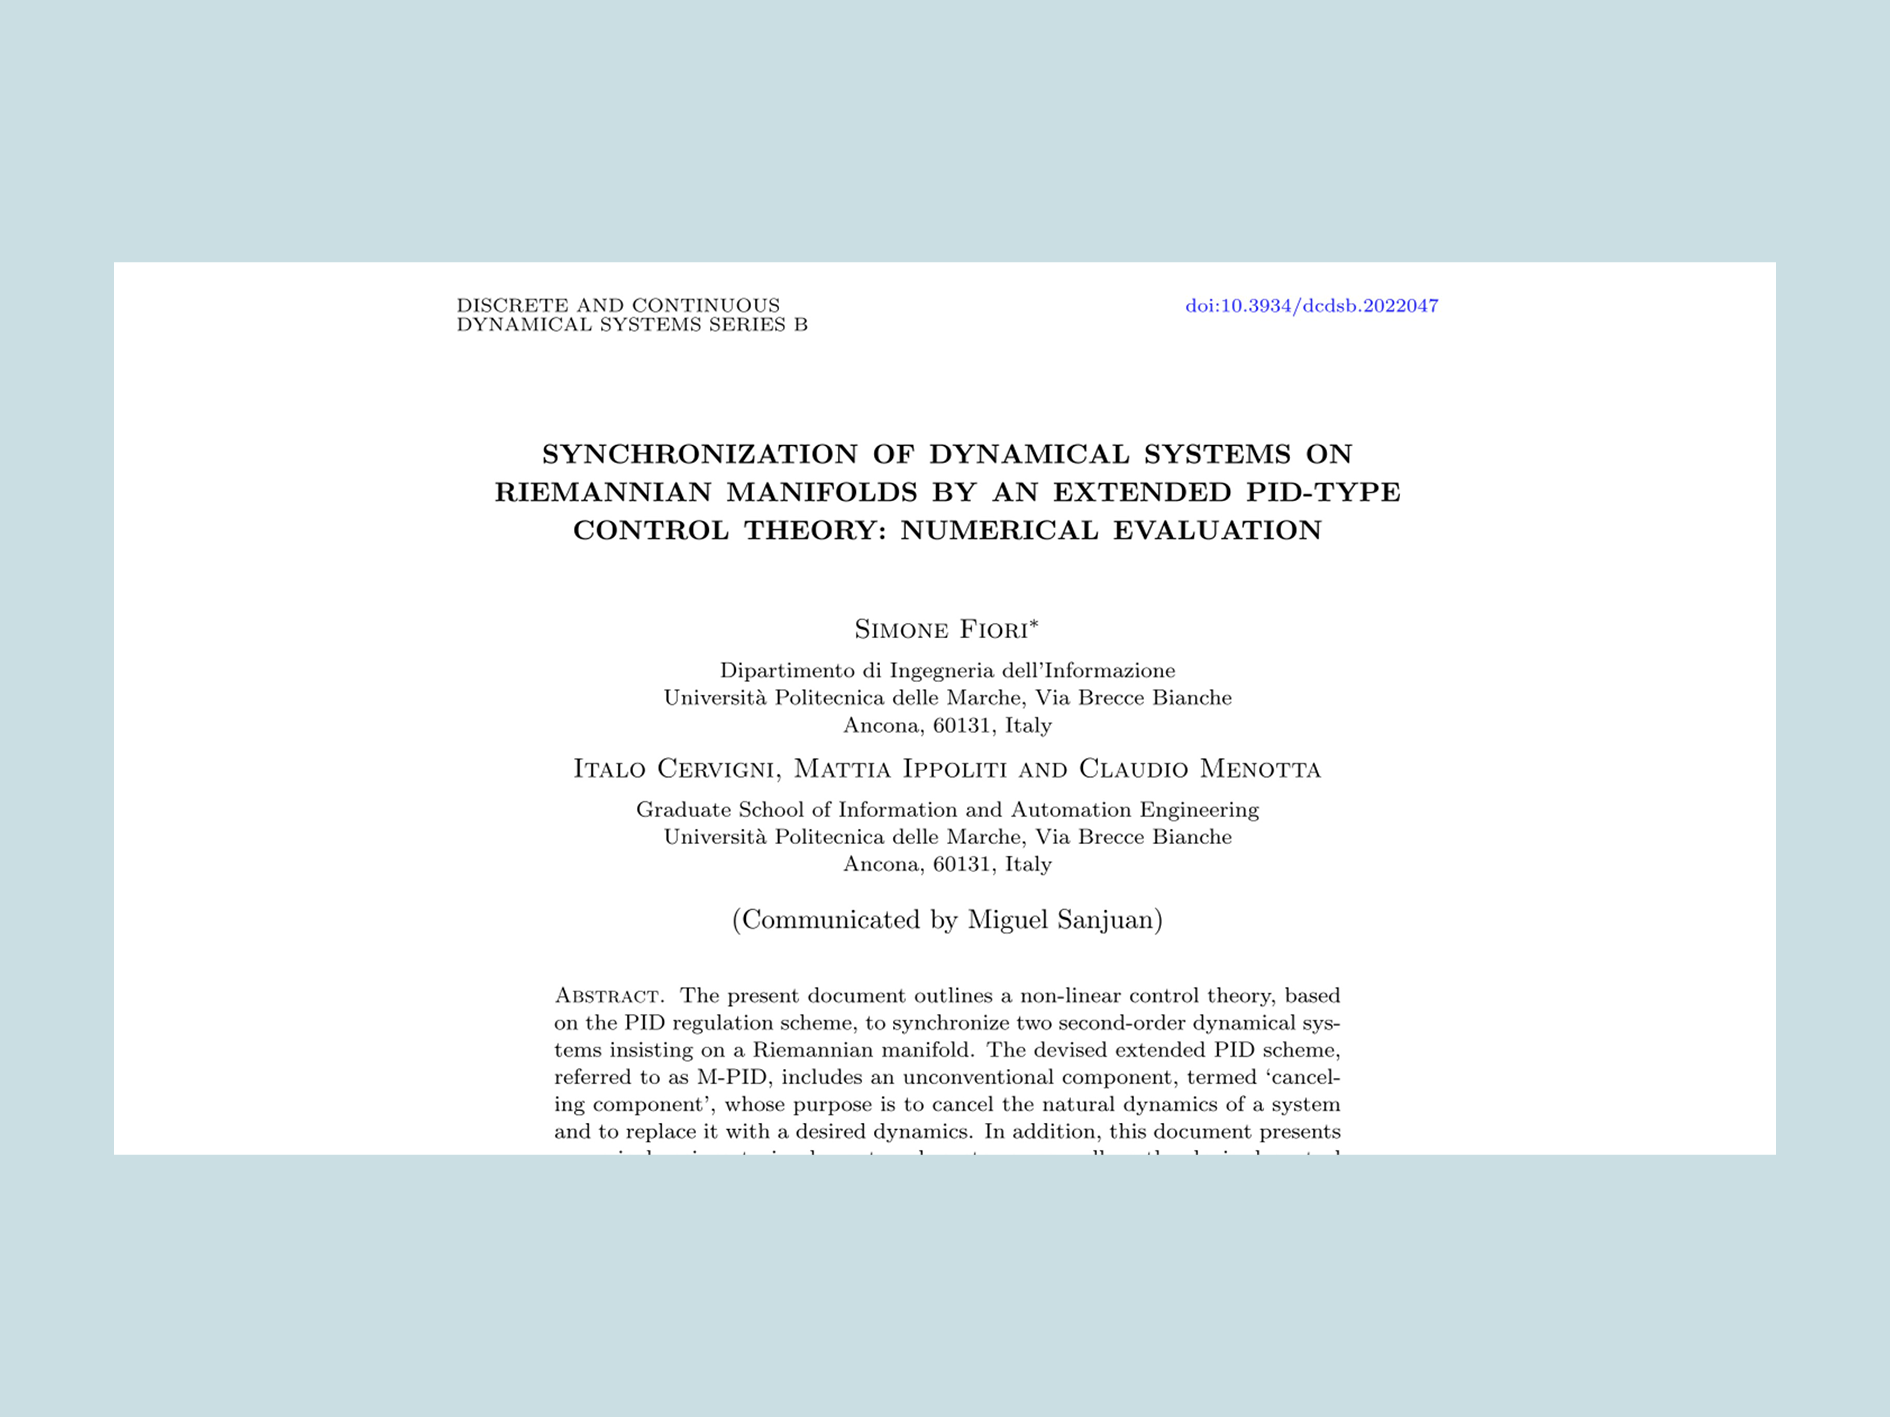 DISCRETE AND CONTINUOUS
DYNAMICAL SYSTEMS SERIES B
doi:10.3934/dcdsb.2022047
SYNCHRONIZATION OF DYNAMICAL SYSTEMS ON
RIEMANNIAN MANIFOLDS BY AN EXTENDED PID-TYPE
CONTROL THEORY: NUMERICAL EVALUATION
Simone Fiori*
Dipartimento di Ingegneria dell'Informazione
Università Politecnica delle Marche, Via Brecce Bianche
Ancona, 60131, Italy
Italo Cervigni, Mattia Ippoliti and Claudio Menotta
Graduate School of Information and Automation Engineering
Università Politecnica delle Marche, Via Brecce Bianche
Ancona, 60131, Italy
(Communicated by Miguel Sanjuan)
Abstract. The present document outlines a non-linear control theory, based
on the PID regulation scheme, to synchronize two second-order dynamical sys-
tems insisting on a Riemannian manifold. The devised extended PID scheme,
referred to as M-PID, includes an unconventional component, termed ‘cancel-
ing component’, whose purpose is to cancel the natural dynamics of a system
and to replace it with a desired dynamics. In addition, this document presents